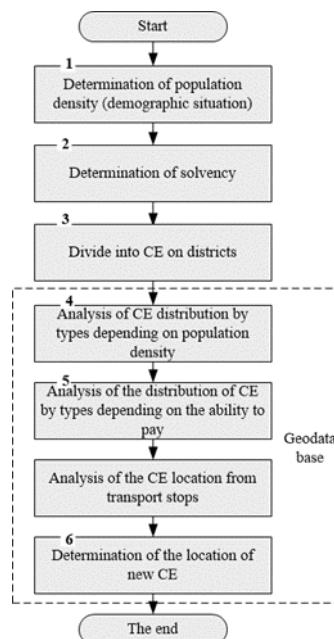 Start
1
Determination of population
density (demographic situation)
2
Determination of solvency
3
Divide into CE on districts
4
Analysis of CE distribution by
types depending on population
density
5
Analysis of the distribution of CE
by types depending on the ability to
pay
Geodata
base
Analysis of the CE location from
transport stops
6
Determination of the location of
new CE
The end